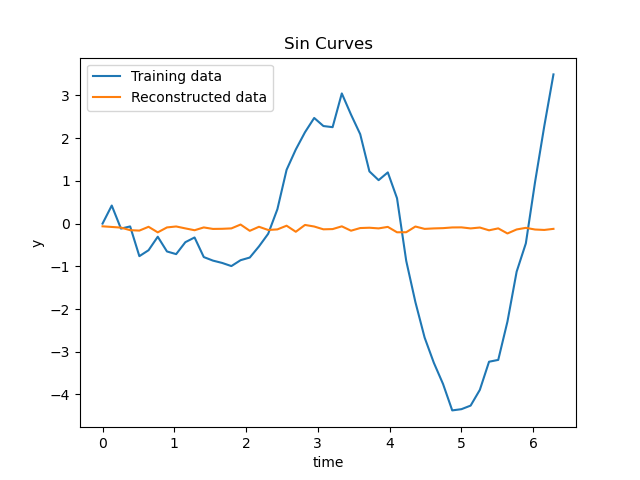 Sin Curves
Training data
Reconstructed data
3
2
1
0
−1
−2
−3
−4
y
0 1 2 3 4 5 6
time